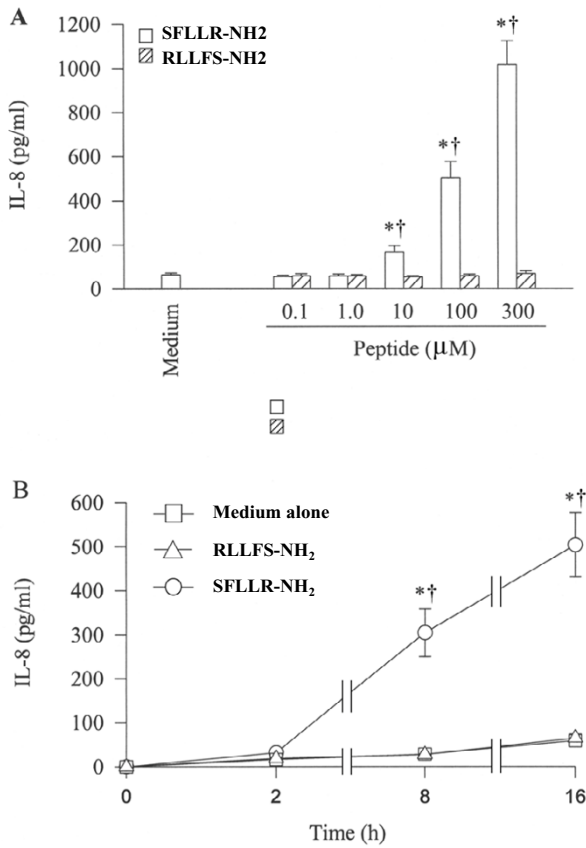 A
SFLLR-NH2
RLLFS-NH2
IL-8 (pg/ml)
1200
1000
800
600
400
200
0
*†
*†
*†
Medium
0.1 1.0 10 100 300
Peptide (μM)
B
Medium alone
RLLFS-NH₂
SFLLR-NH₂
IL-8 (pg/ml)
600
500
400
300
200
100
0
*†
*†
0 2 8 16
Time (h)